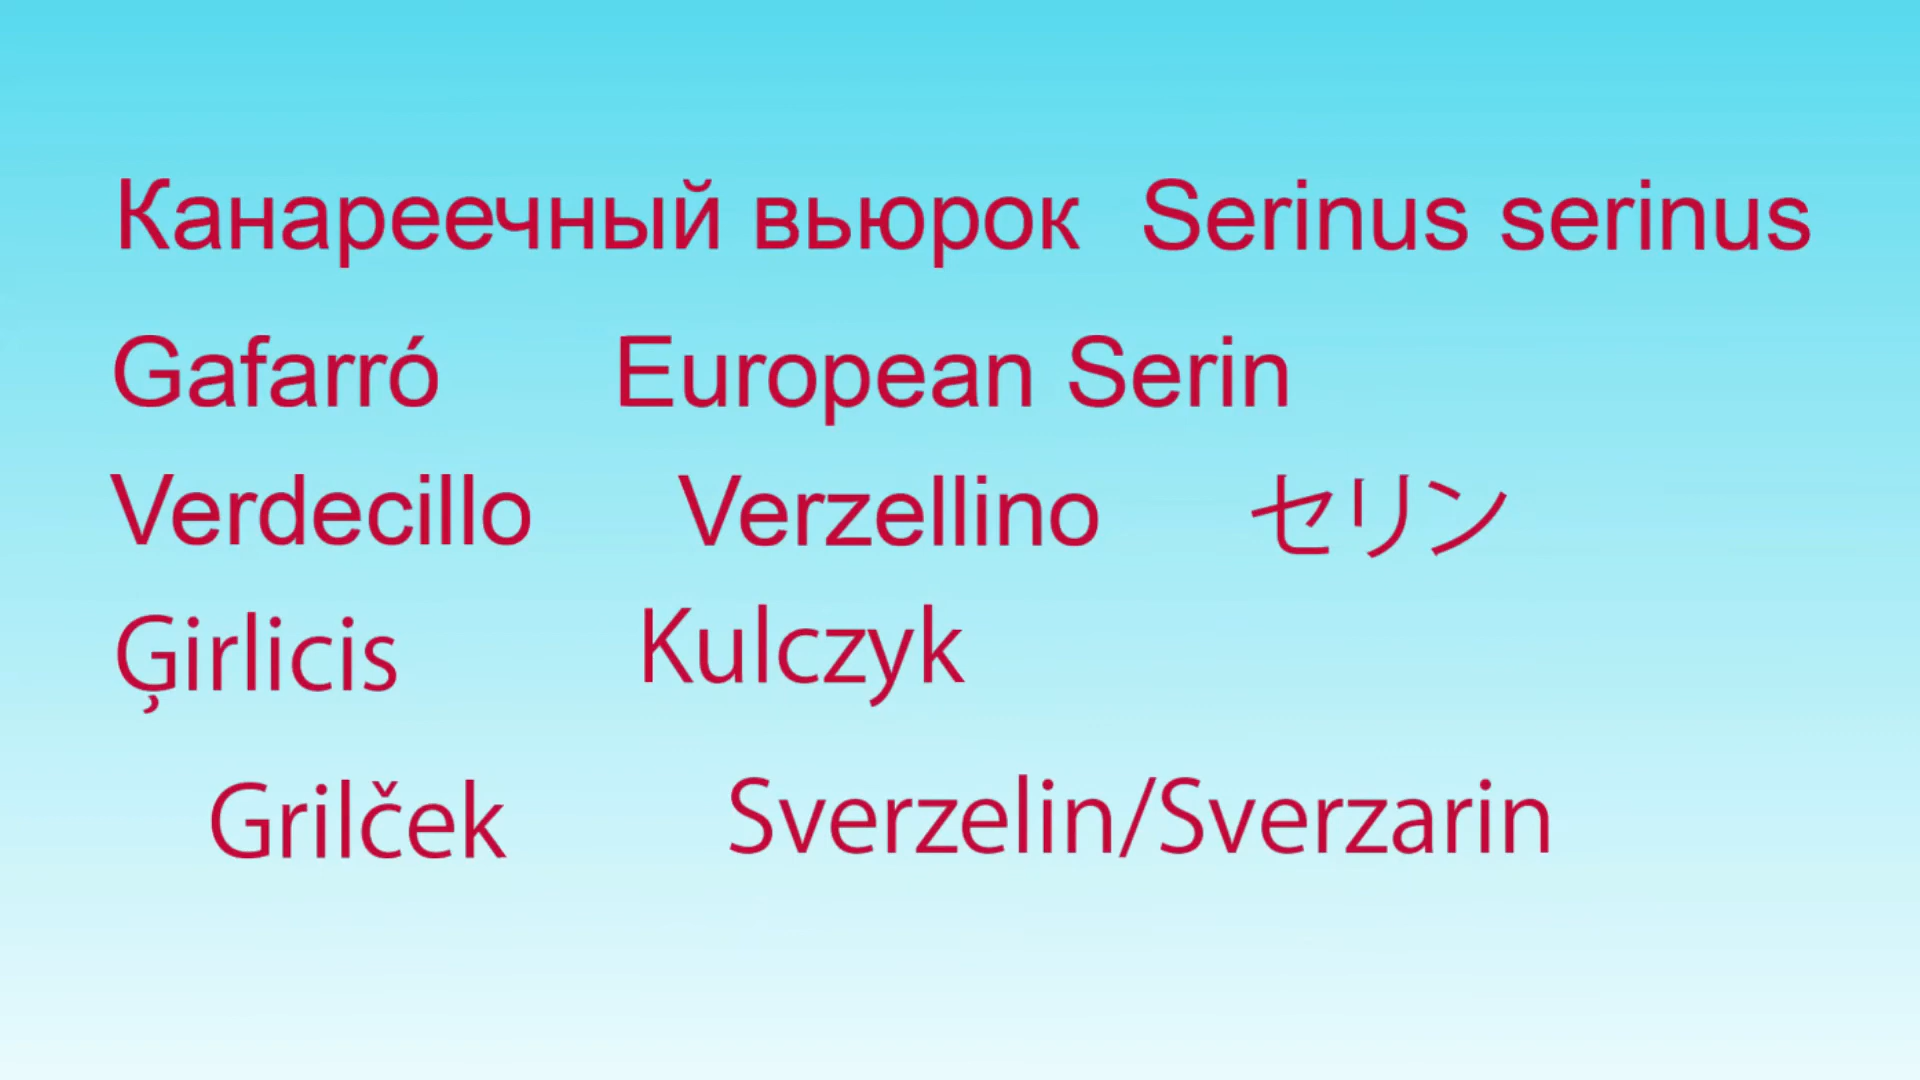 Канареечный вьюрок Serinus serinus
Gafarró European Serin
Verdecillo Verzellino セリン
Ģirlicis Kulczyk
Grilček Sverzelin/Sverzarin